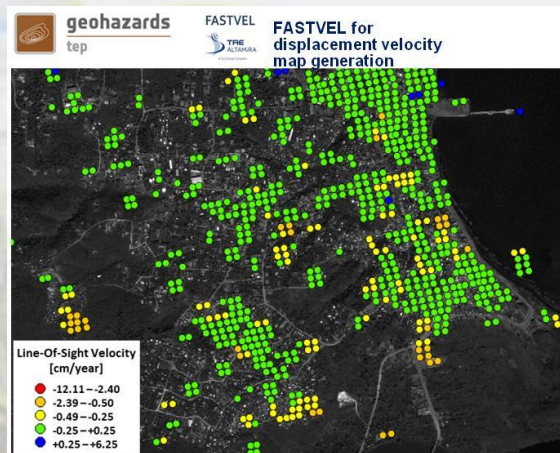 geohazards
tep
FASTVEL
TRE
ALTAMIRA
FASTVEL for
displacement velocity
map generation
Line-Of-Sight Velocity
[cm/year]
-12.11 – -2.40
-2.39 – -0.50
-0.49 – -0.25
-0.25 – +0.25
+0.25 – +6.25